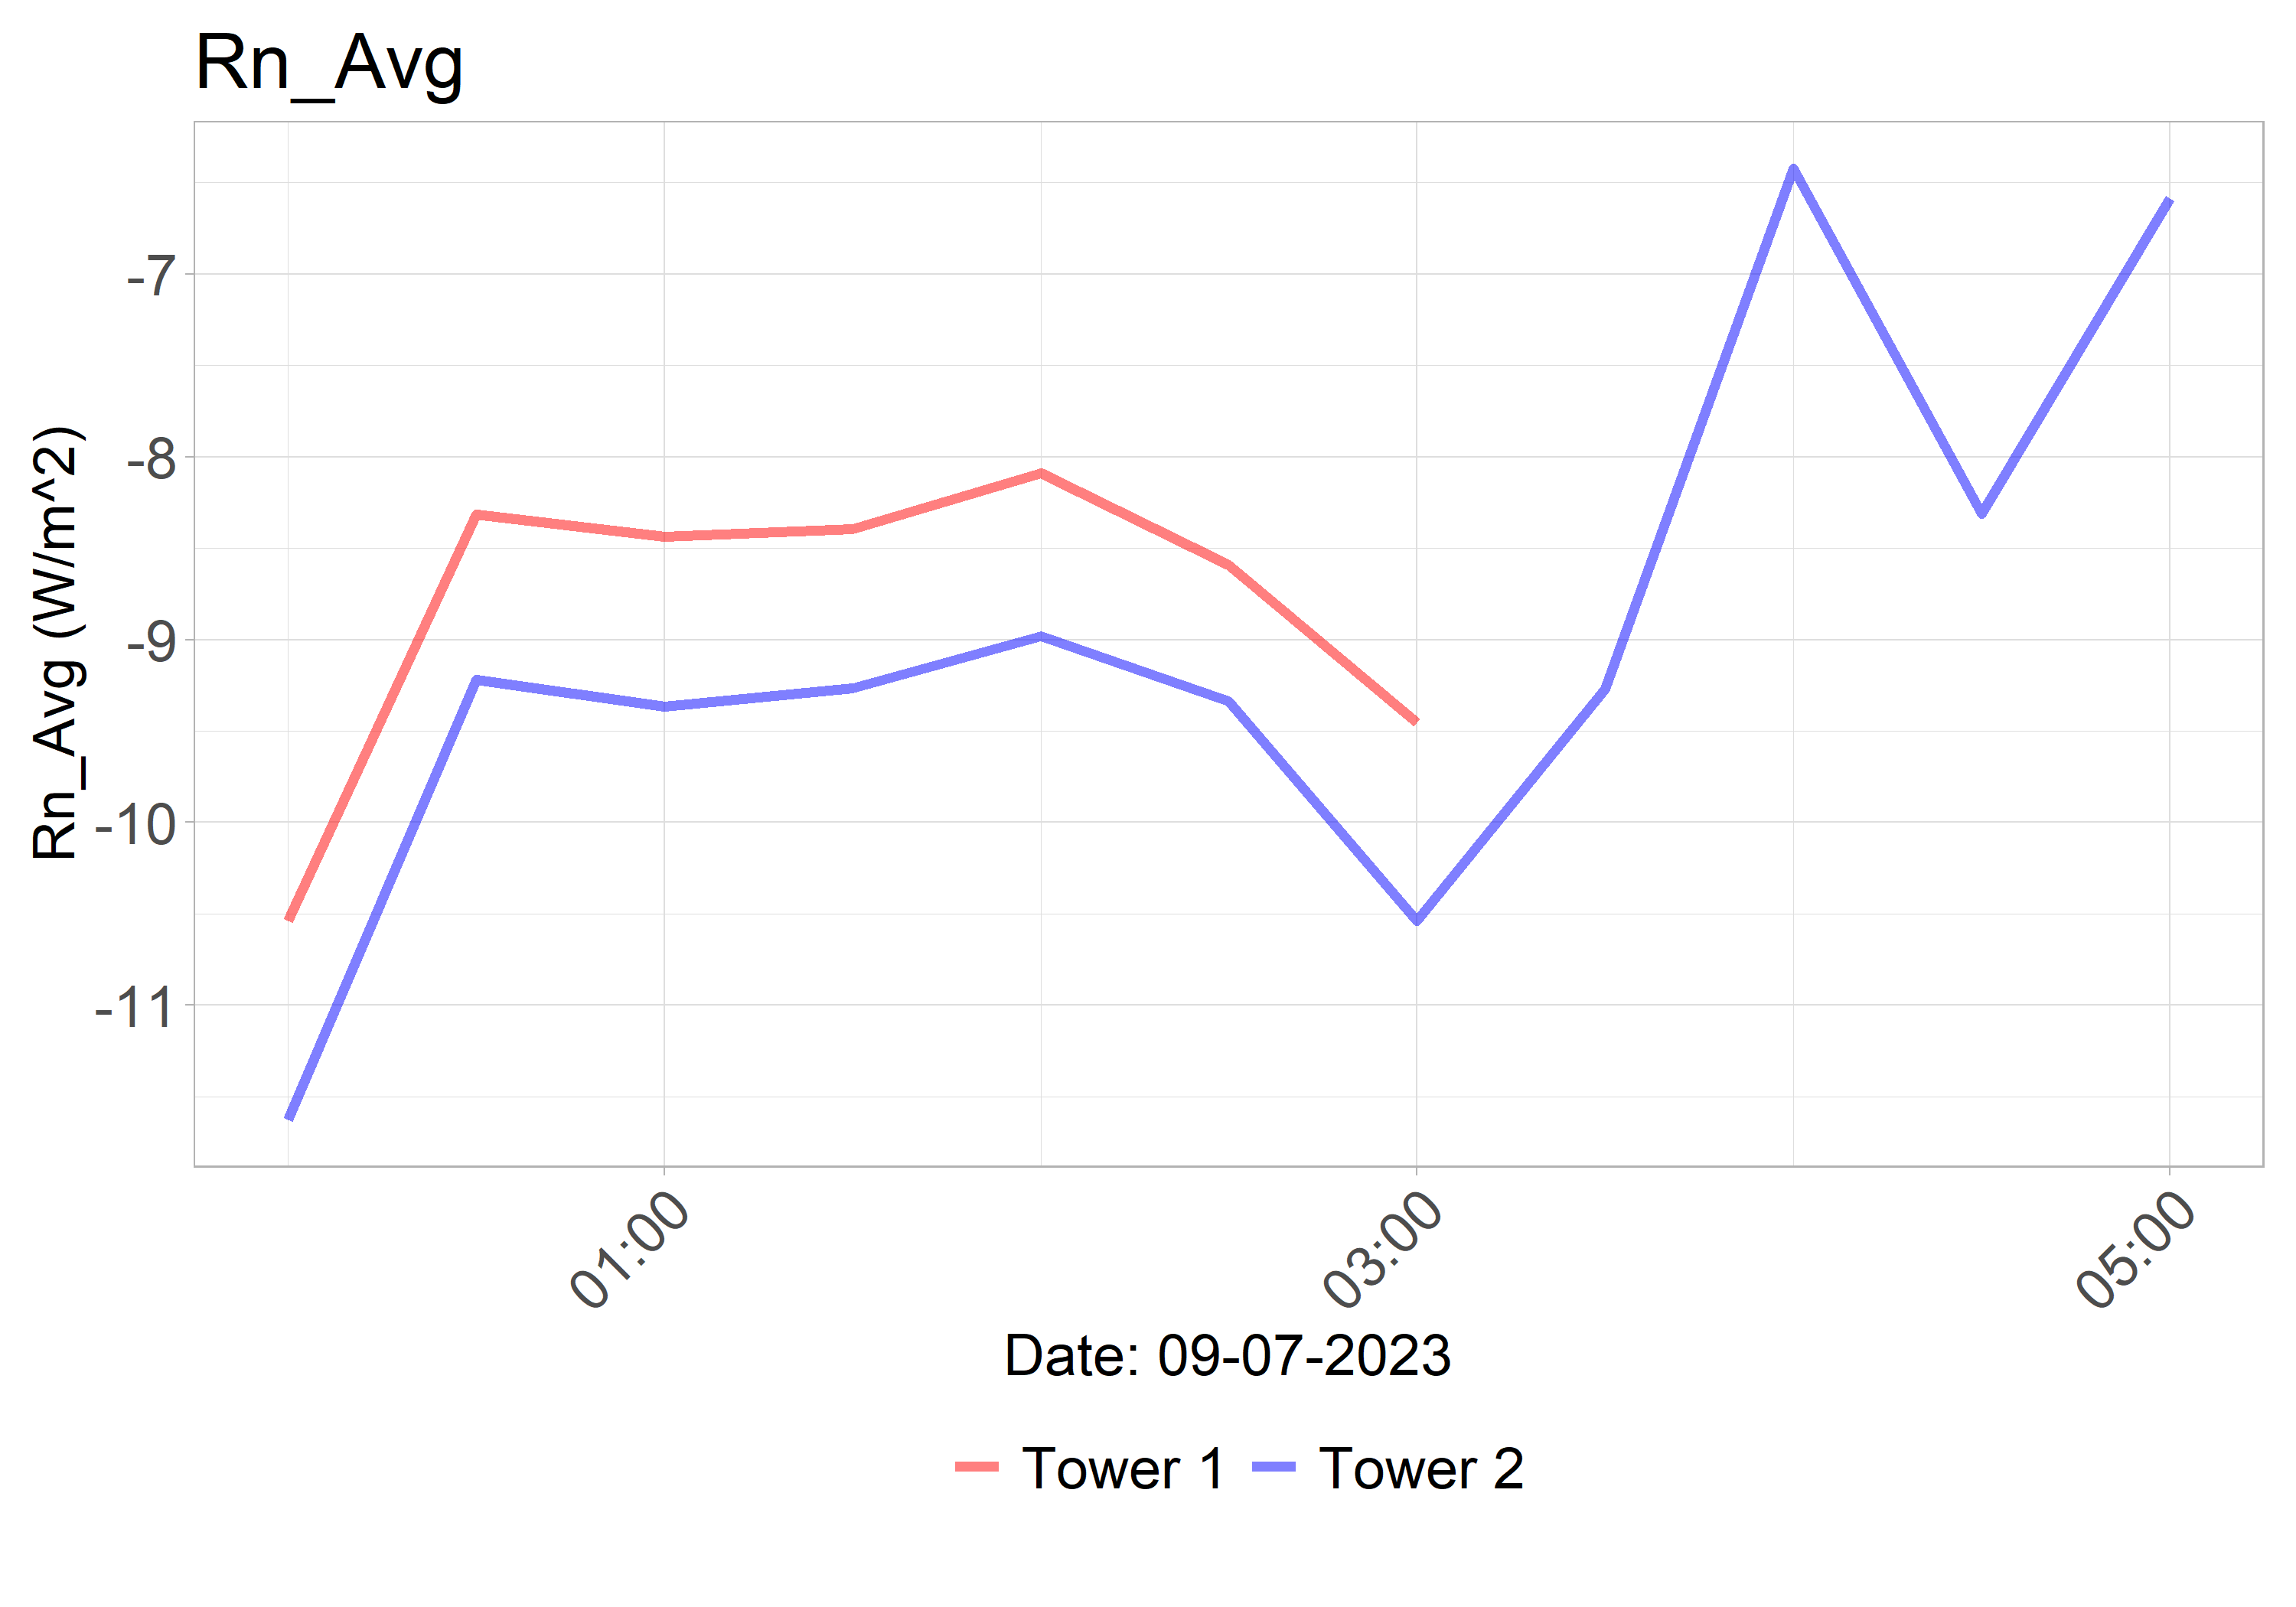 Rn_Avg
Rn_Avg (W/m^2)
-7
-8
-9
-10
-11
01:00
03:00
05:00
Date: 09-07-2023
Tower 1
Tower 2